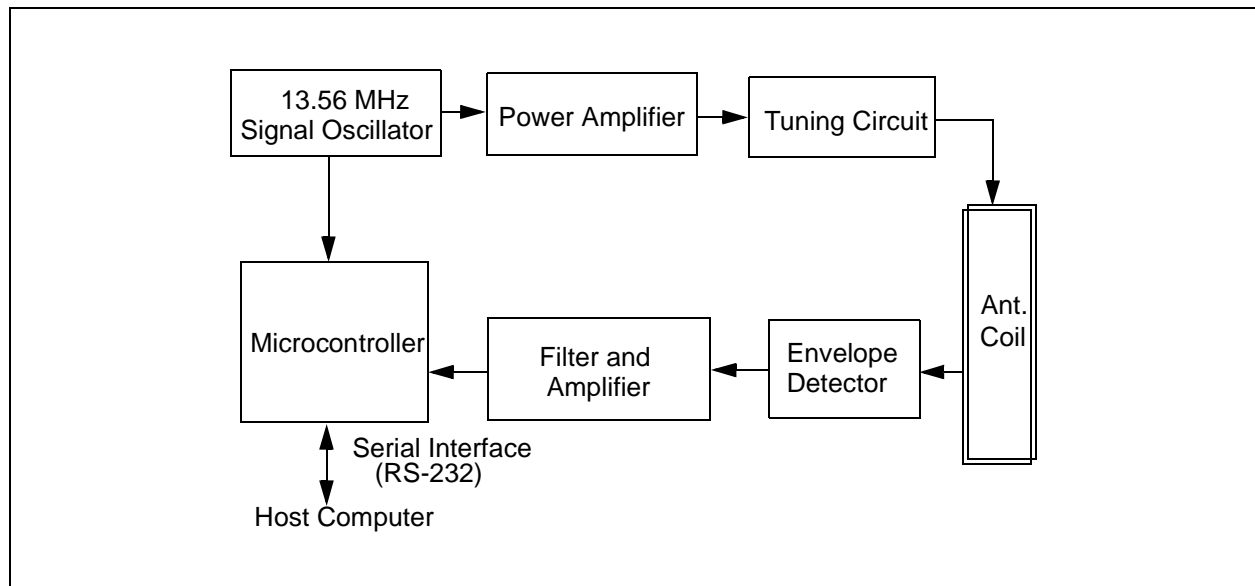 13.56 MHz
Signal Oscillator
Power Amplifier
Tuning Circuit
Ant.
Coil
Microcontroller
Filter and
Amplifier
Envelope
Detector
Serial Interface
(RS-232)
Host Computer